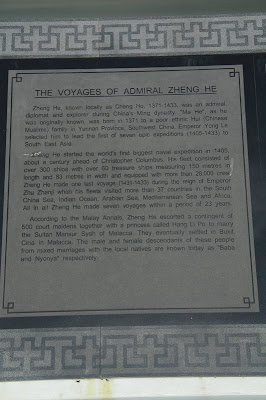 THE VOYAGES OF ADMIRAL ZHENG HE
Zheng He, known locally as Cheng Ho, 1371-1433, was an admiral,
diplomat and explorer during China's Ming dynasty. "Ma He", as he
was originally known, was born in 1371 to a poor ethnic Hui (Chinese
Muslims) family in Yunnan Province, Southwest China. Emperor Yong Le
selected him to lead the first of seven epic expeditions (1405-1433) to
South East Asia.
Zheng He started the world's first biggest naval expedition in 1405,
about a century ahead of Christopher Columbus. His fleet consisted of
over 300 ships with over 60 treasure ships measuring 150 meters in
length and 60 metres in width and equipped with more than 28,000 crew.
Zheng He made one last voyage (1431-1433) during the reign of Emperor
Zhu Zhanji which his fleets visited more than 37 countries in the South
China Sea, Indian Ocean, Arabian Sea, Mediterranean Sea and Africa.
All in all Zheng He made seven voyages within a period of 23 years.
According to the Malay Annals, Zheng He escorted a contingent of
500 court maidens together with a princess called Hang Li Po to marry
the Sultan Mansur Syah of Malacca. They eventually settled in Bukit
Cina in Malacca. The male and female descendants of these people
from mixed marriages with the local natives are known today as "Baba
and Nyonya" respectively.